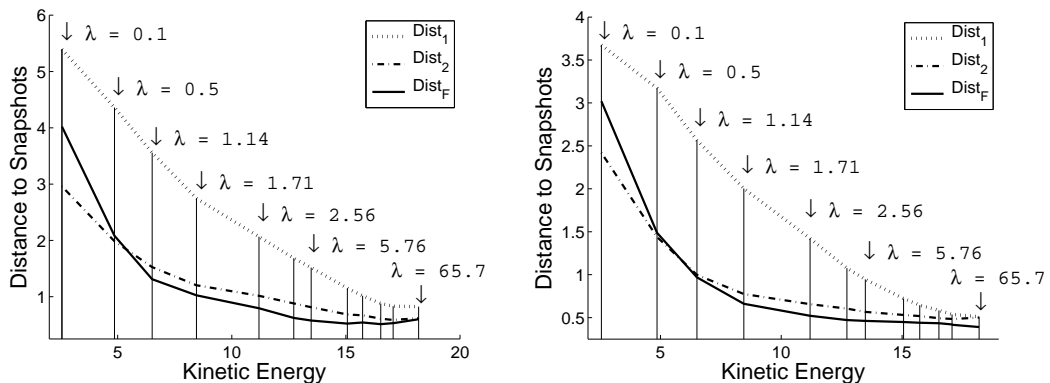 6
5
4
3
2
1
5
10
15
20
Distance to Snapshots
Kinetic Energy
↓ λ = 0.1
↓ λ = 0.5
↓ λ = 1.14
↓ λ = 1.71
↓ λ = 2.56
↓ λ = 5.76
λ = 65.7
↓
Dist1
Dist2
DistF
4
3.5
3
2.5
2
1.5
1
0.5
5
10
15
Distance to Snapshots
Kinetic Energy
↓ λ = 0.1
↓ λ = 0.5
↓ λ = 1.14
↓ λ = 1.71
↓ λ = 2.56
↓ λ = 5.76
λ = 65.7
↓
Dist1
Dist2
DistF